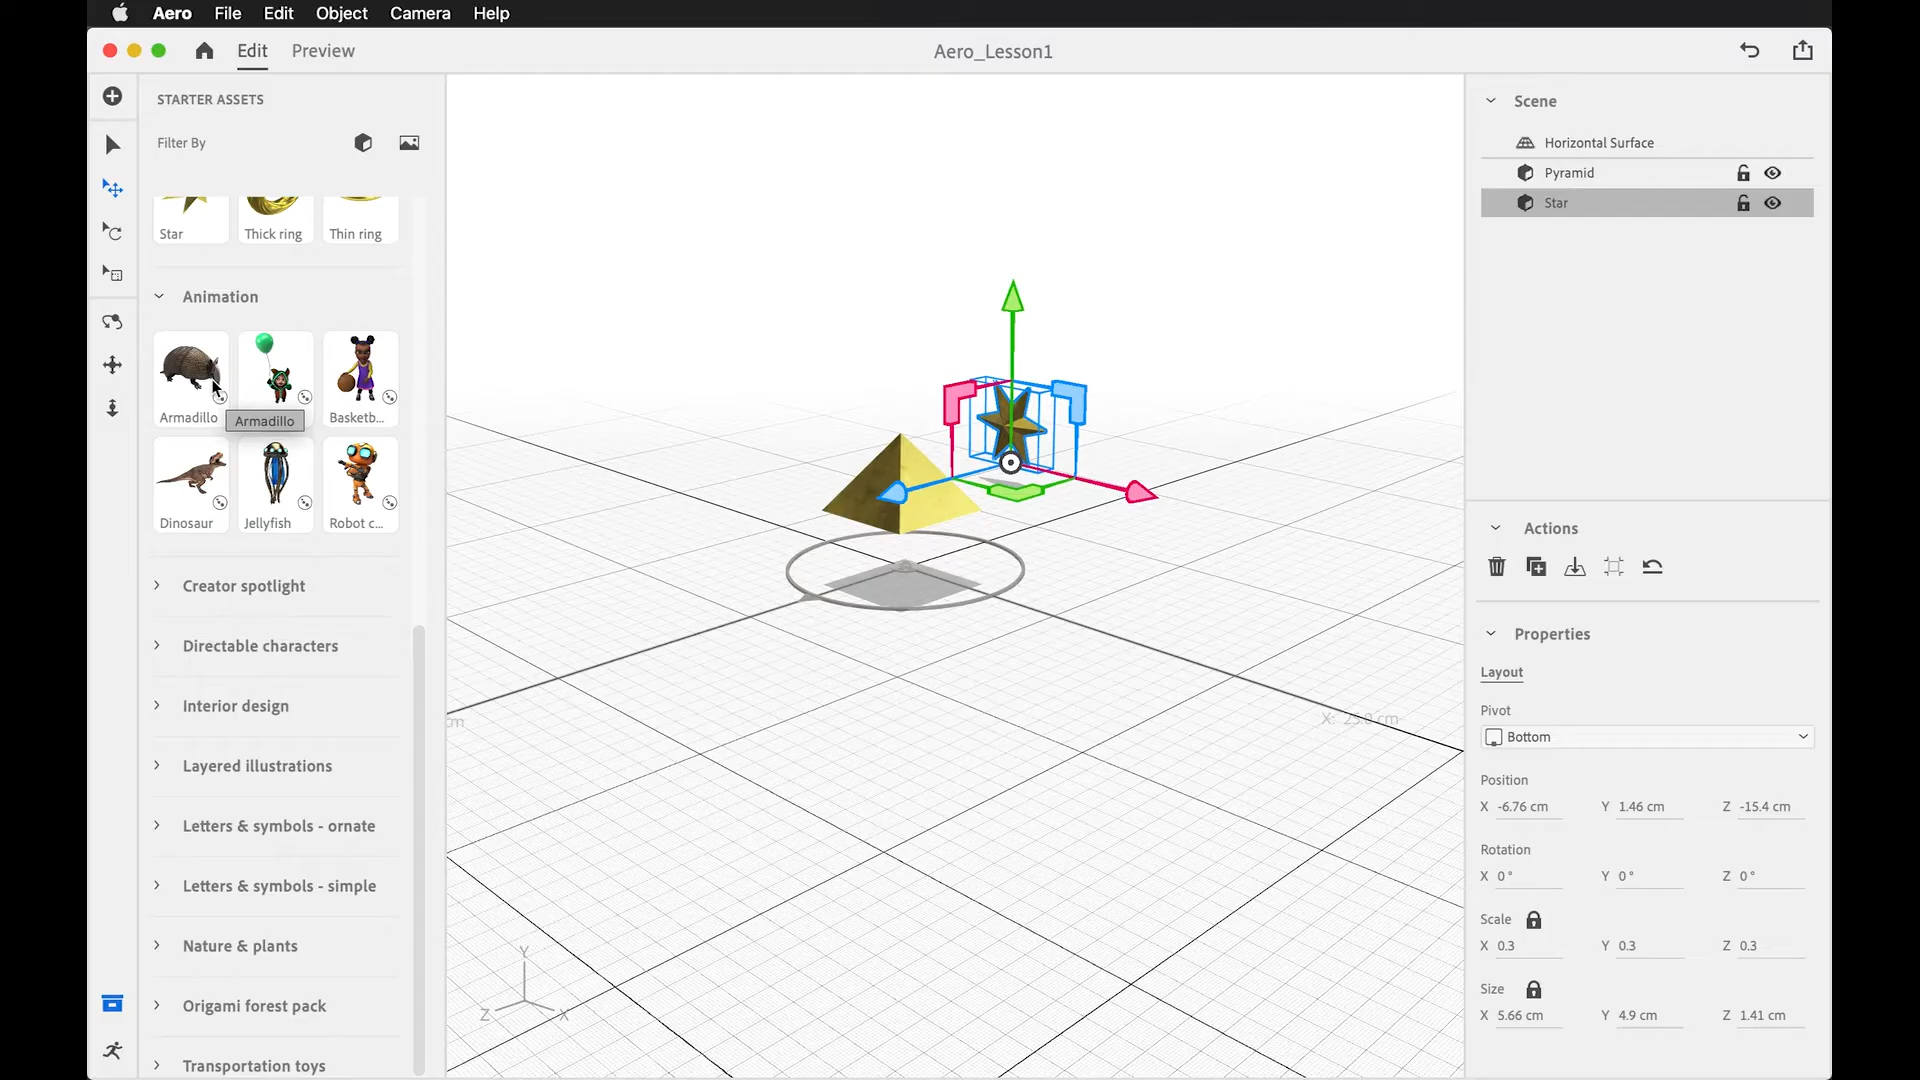 Aero File Edit Object Camera Help
Edit Preview
Aero_Lesson1
STARTER ASSETS
Filter By
Star Thick ring Thin ring
Animation
Armadillo Basketb...
Armadillo
Dinosaur Jellyfish Robot c...
Creator spotlight
Directable characters
Interior design
Layered illustrations
Letters & symbols - ornate
Letters & symbols - simple
Nature & plants
Origami forest pack
Transportation toys
cm
X: 25.0 cm
Y
Z X
Scene
Horizontal Surface
Pyramid
Star
Actions
Properties
Layout
Pivot
Bottom
Position
X -6.76 cm Y 1.46 cm Z -15.4 cm
Rotation
X 0° Y 0° Z 0°
Scale
X 0.3 Y 0.3 Z 0.3
Size
X 5.66 cm Y 4.9 cm Z 1.41 cm